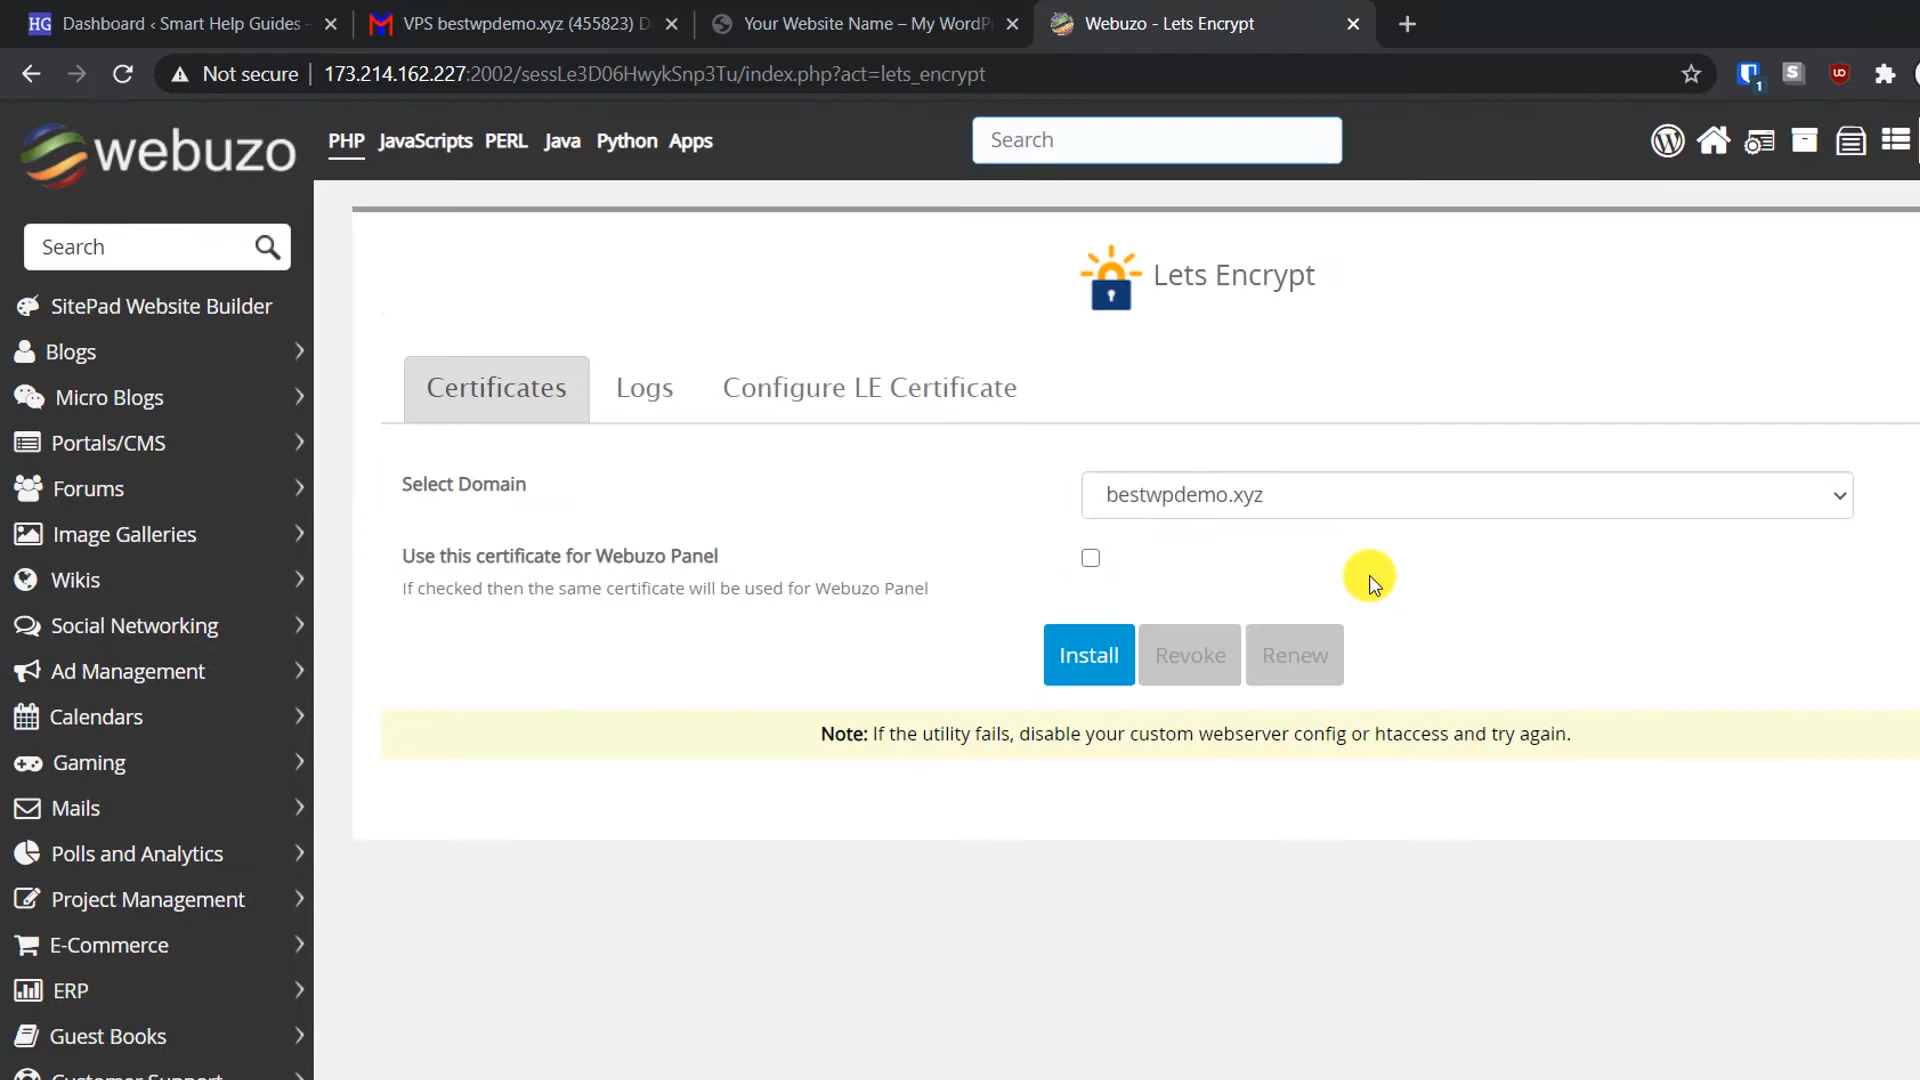 HG Dashboard ‹ Smart Help Guides –
VPS bestwpdemo.xyz (455823) D
Your Website Name – My WordP
Webuzo - Lets Encrypt
Not secure
173.214.162.227:2002/sessLe3D06HwykSnp3Tu/index.php?act=lets_encrypt
1
S
UO
webuzo
PHP JavaScripts PERL Java Python Apps
Search
Search
SitePad Website Builder
Blogs
Micro Blogs
Portals/CMS
Forums
Image Galleries
Wikis
Social Networking
Ad Management
Calendars
Gaming
Mails
Polls and Analytics
Project Management
E-Commerce
ERP
Guest Books
Customer Support
Lets Encrypt
Certificates
Logs
Configure LE Certificate
Select Domain
bestwpdemo.xyz
Use this certificate for Webuzo Panel
If checked then the same certificate will be used for Webuzo Panel
Install
Revoke
Renew
Note: If the utility fails, disable your custom webserver config or htaccess and try again.